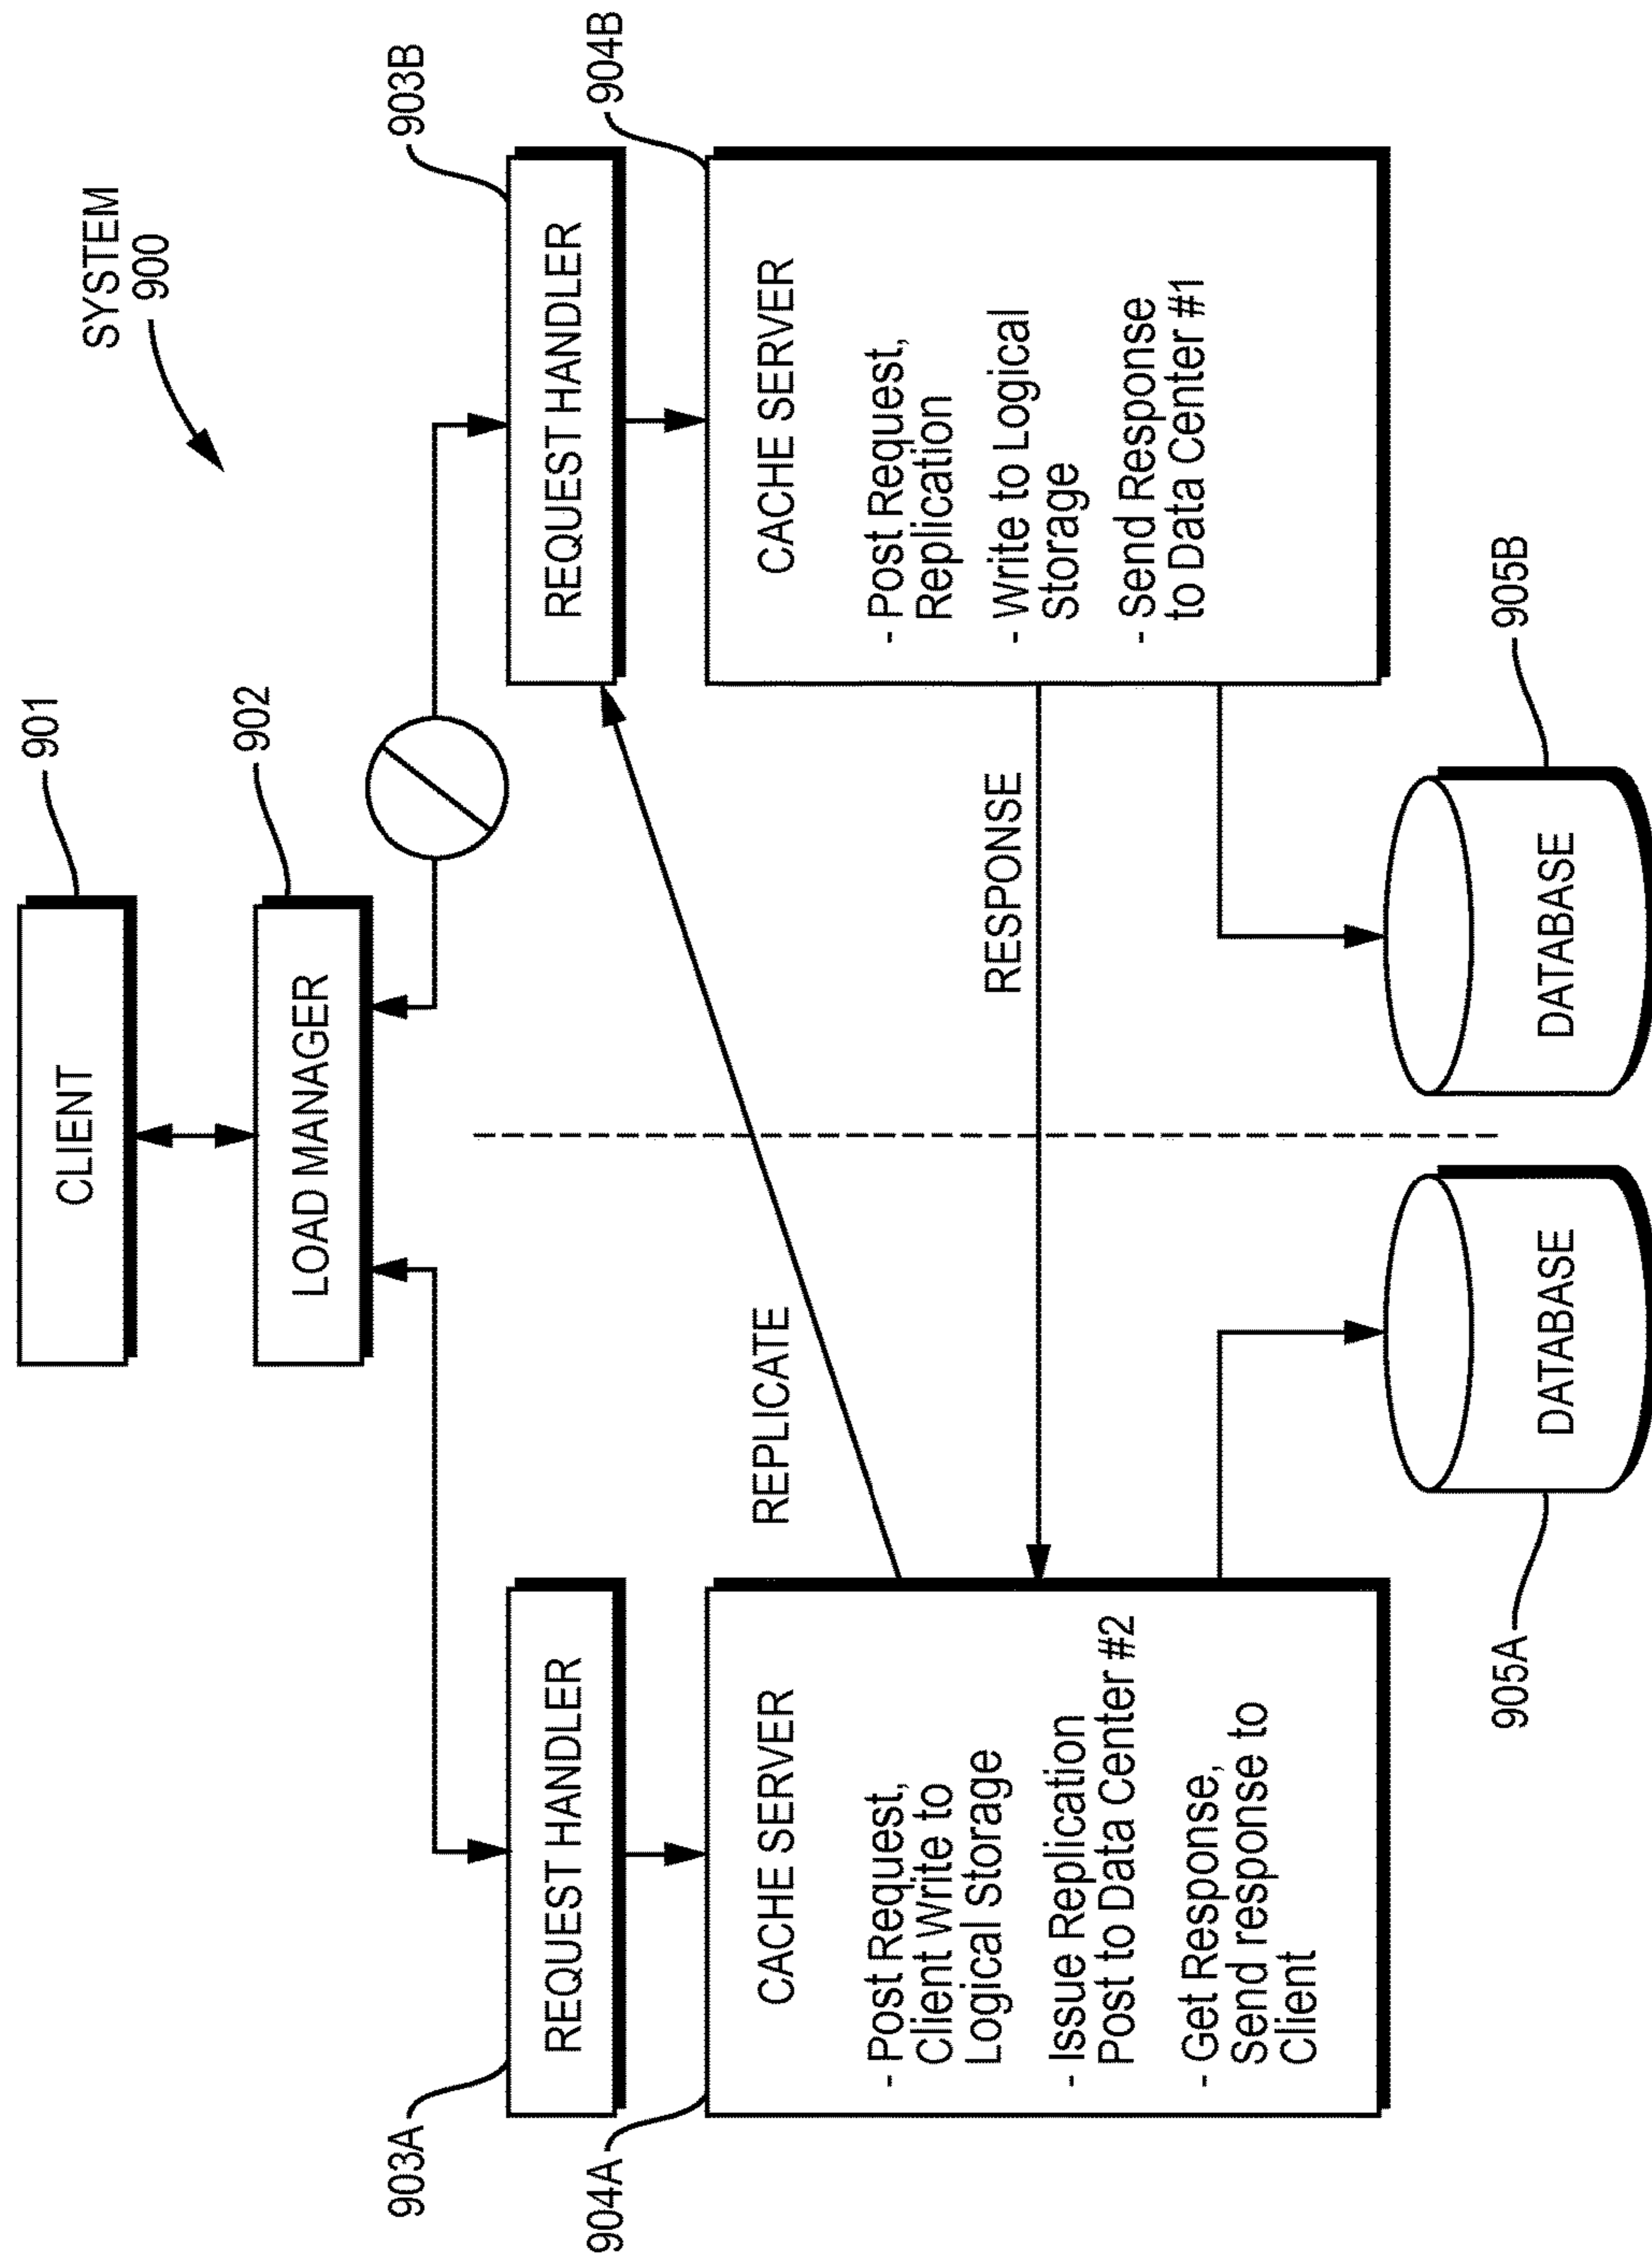 SYSTEM
900
CLIENT
901
LOAD MANAGER
902
903A
REQUEST HANDLER
903B
REQUEST HANDLER
904A
CACHE SERVER
- Post Request,
Client Write to
Logical Storage
- Issue Replication
Post to Data Center #2
- Get Response,
Send response to
Client
REPLICATE
RESPONSE
904B
CACHE SERVER
- Post Request,
Replication
- Write to Logical
Storage
- Send Response
to Data Center #1
905A
DATABASE
DATABASE
905B